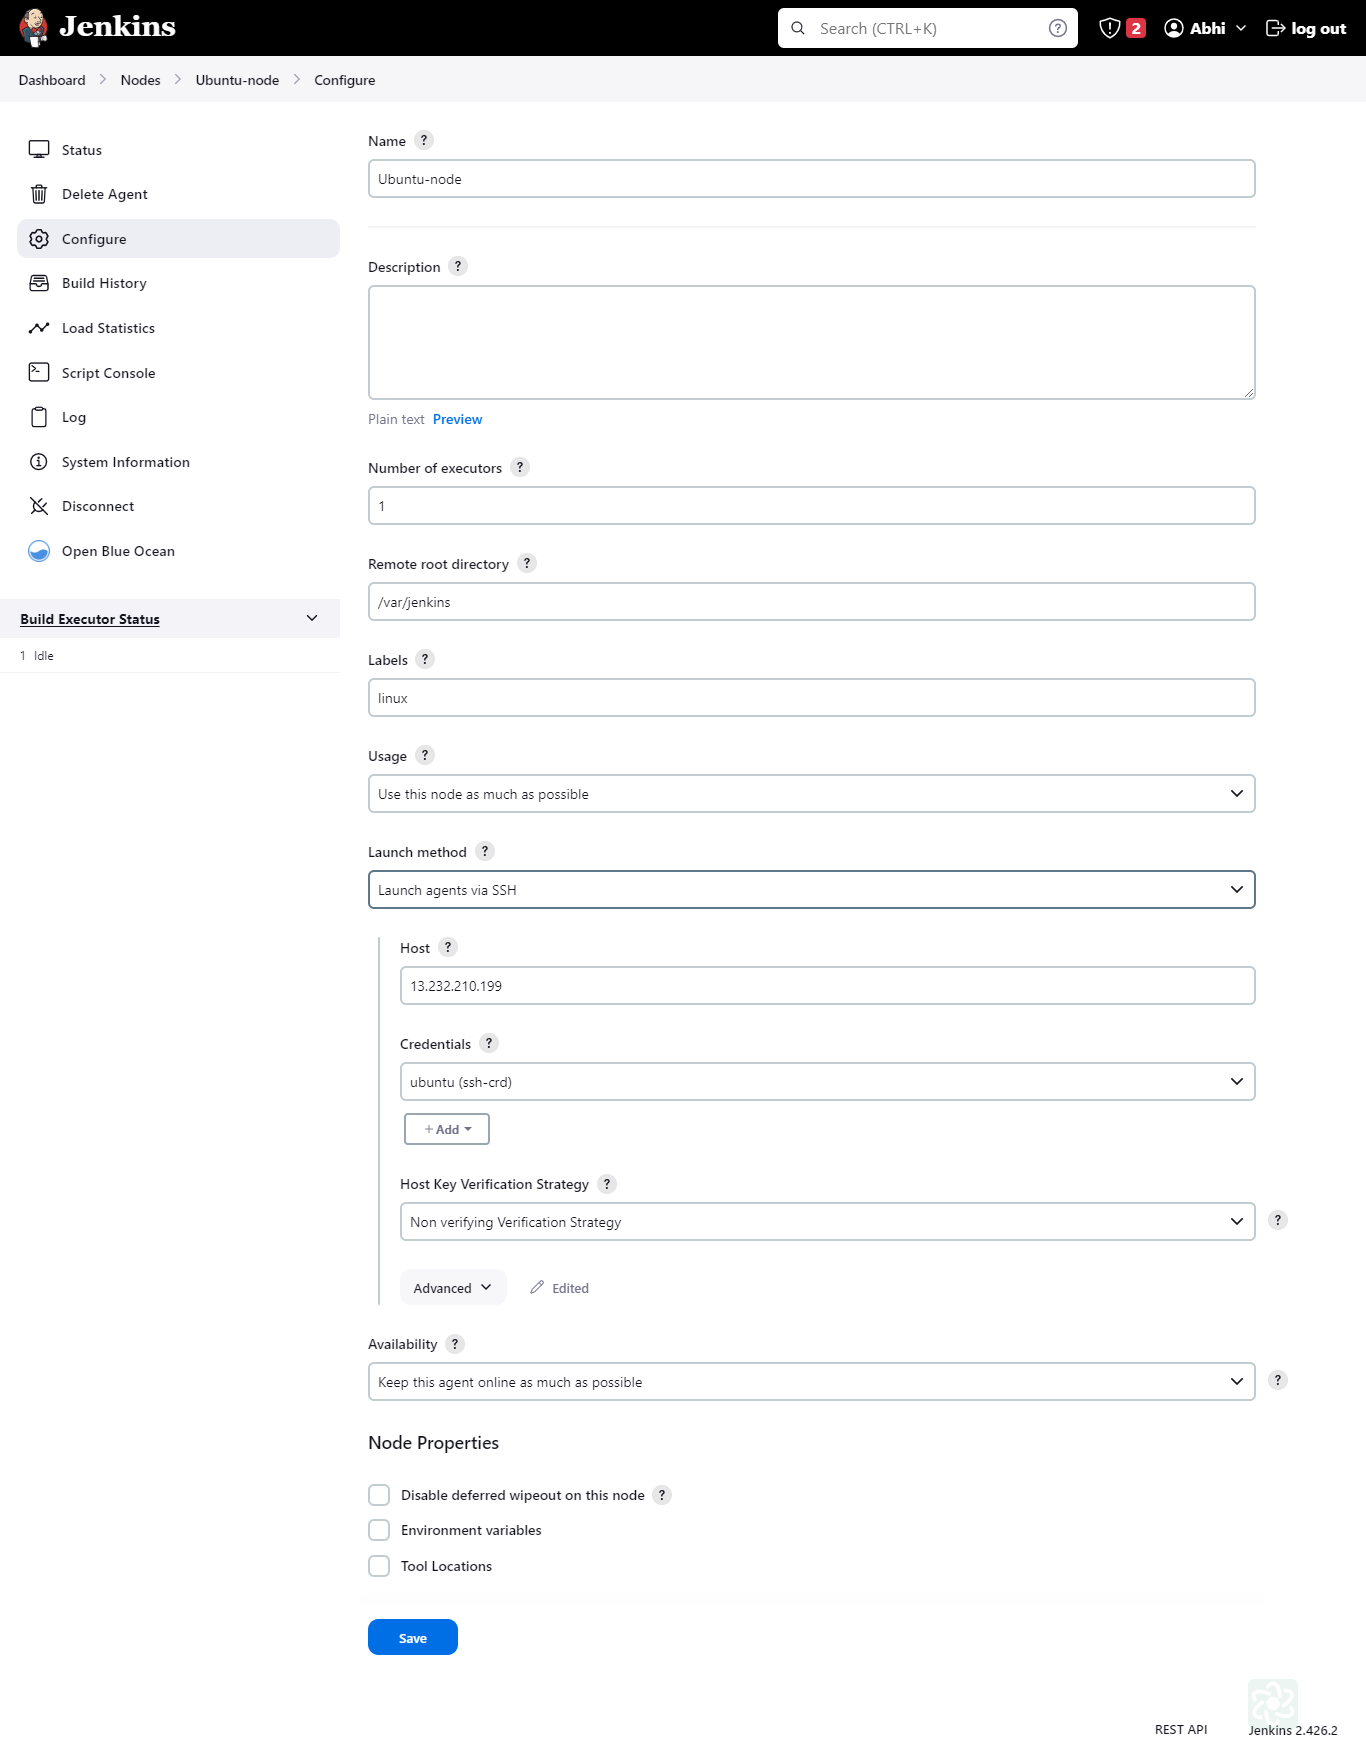 Jenkins
Search (CTRL+K)
2
Abhi
log out
Dashboard
Nodes
Ubuntu-node
Configure
Status
Delete Agent
Configure
Build History
Load Statistics
Script Console
Log
System Information
Disconnect
Open Blue Ocean
Build Executor Status
1 Idle
Name ?
Ubuntu-node
Description ?
Plain text Preview
Number of executors ?
1
Remote root directory ?
/var/jenkins
Labels ?
linux
Usage ?
Use this node as much as possible
Launch method ?
Launch agents via SSH
Host ?
13.232.210.199
Credentials ?
ubuntu (ssh-crd)
+ Add
Host Key Verification Strategy ?
Non verifying Verification Strategy
?
Advanced
Edited
Availability ?
Keep this agent online as much as possible
?
Node Properties
Disable deferred wipeout on this node ?
Environment variables
Tool Locations
Save
REST API
Jenkins 2.426.2